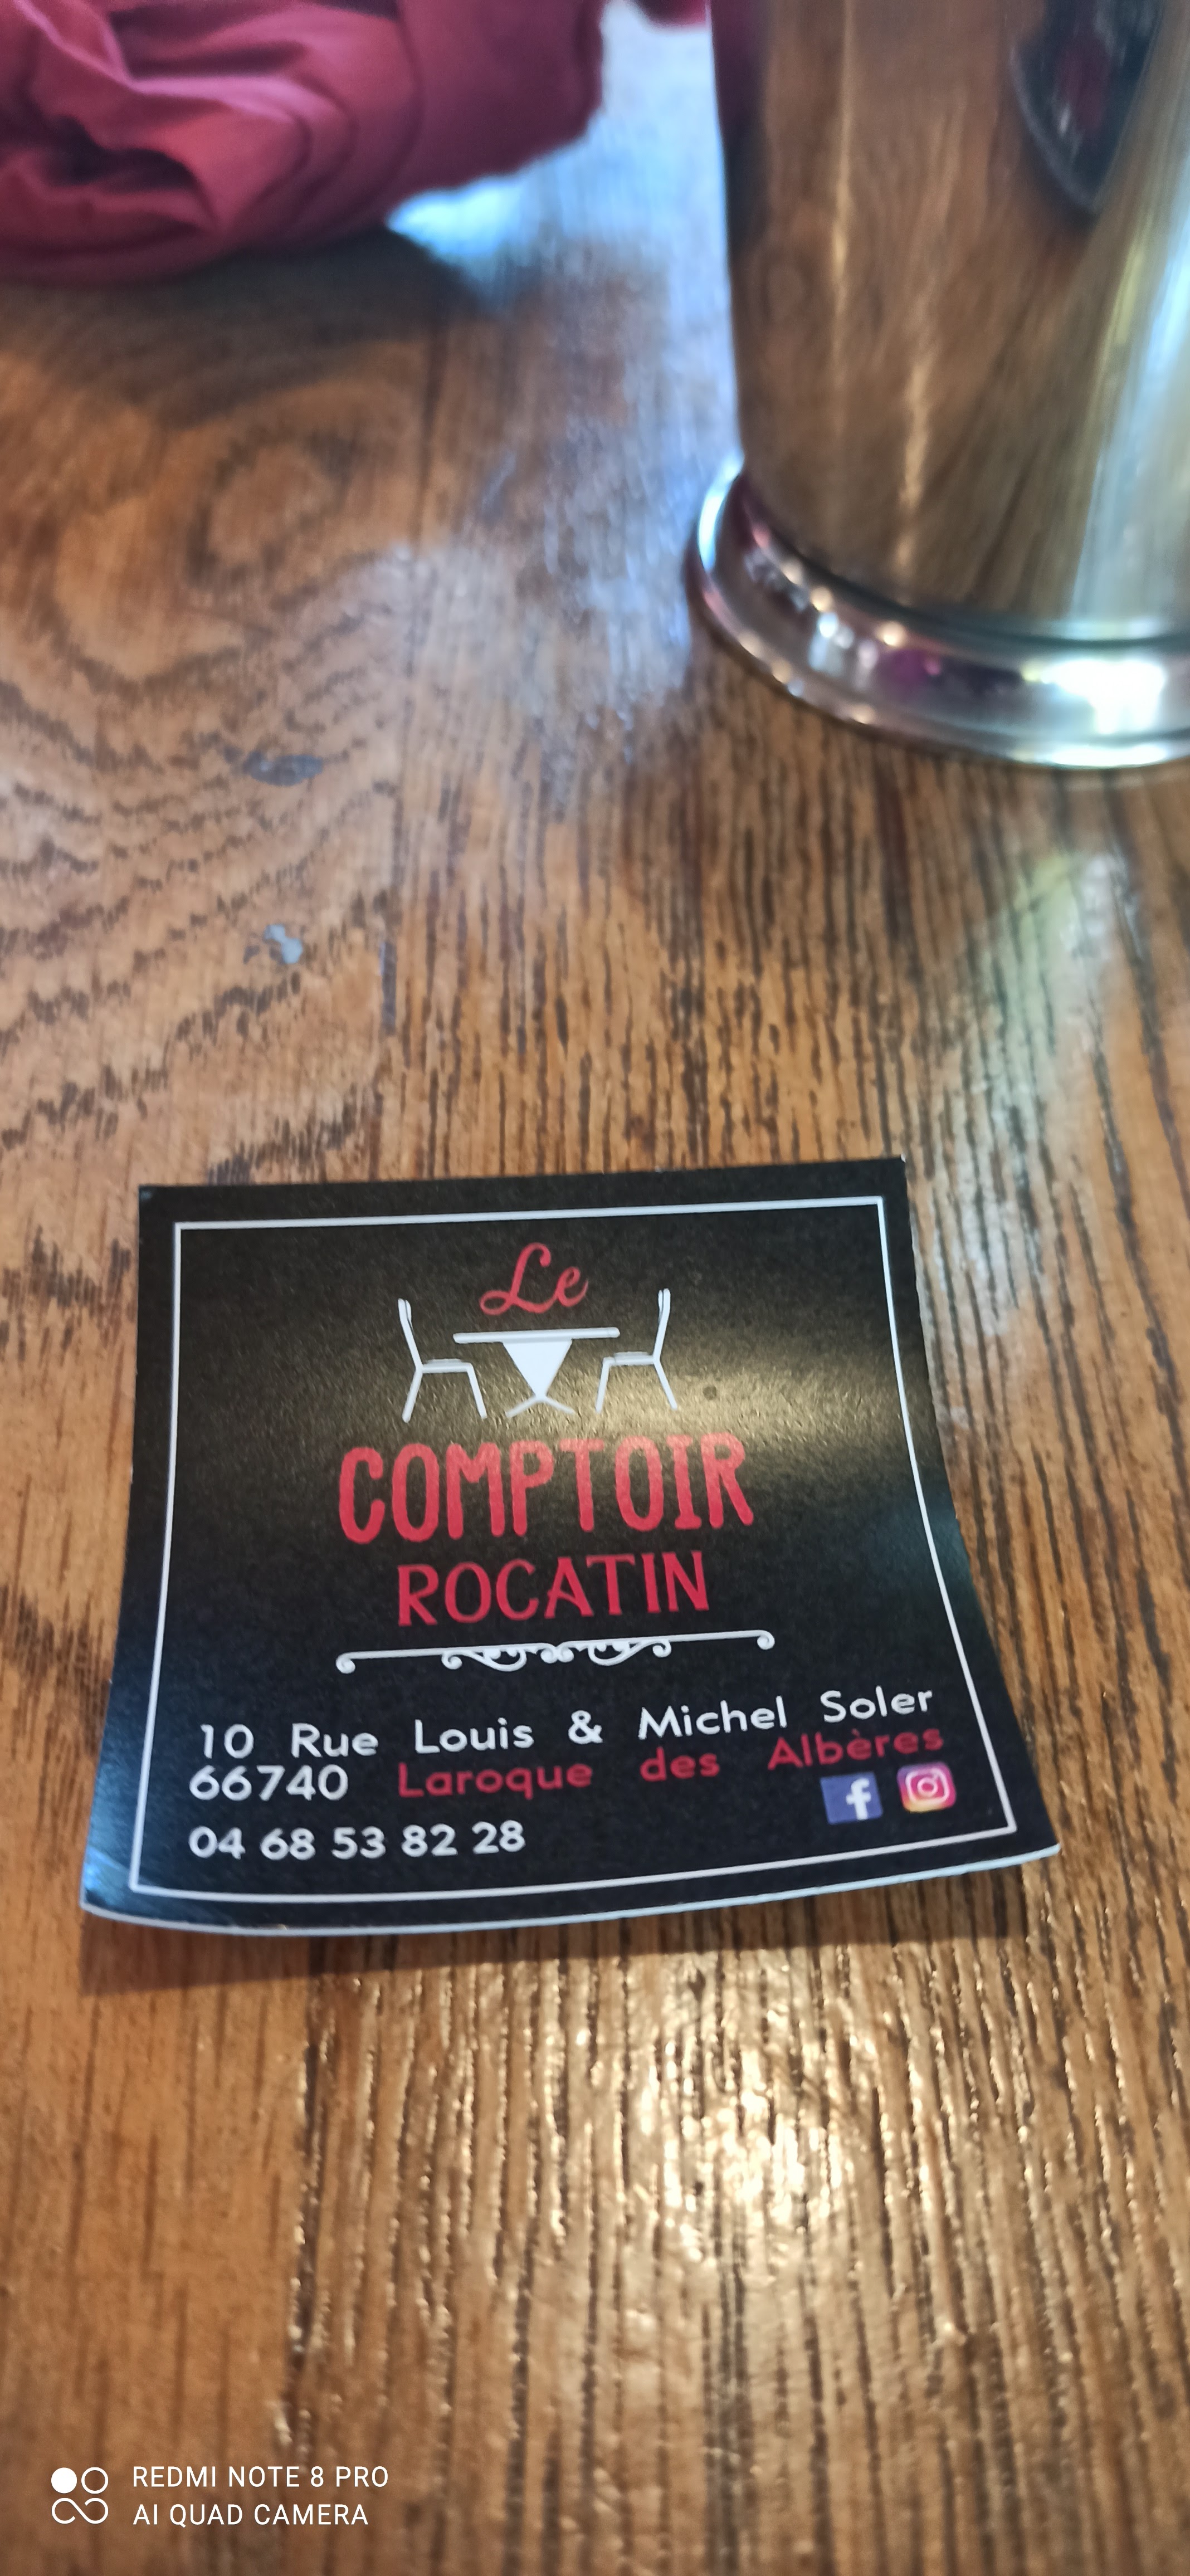 Le
COMPTOIR
ROCATIN
10 Rue Louis & Michel Soler
66740 Laroque des Albères
04 68 53 82 28
REDMI NOTE 8 PRO
AI QUAD CAMERA